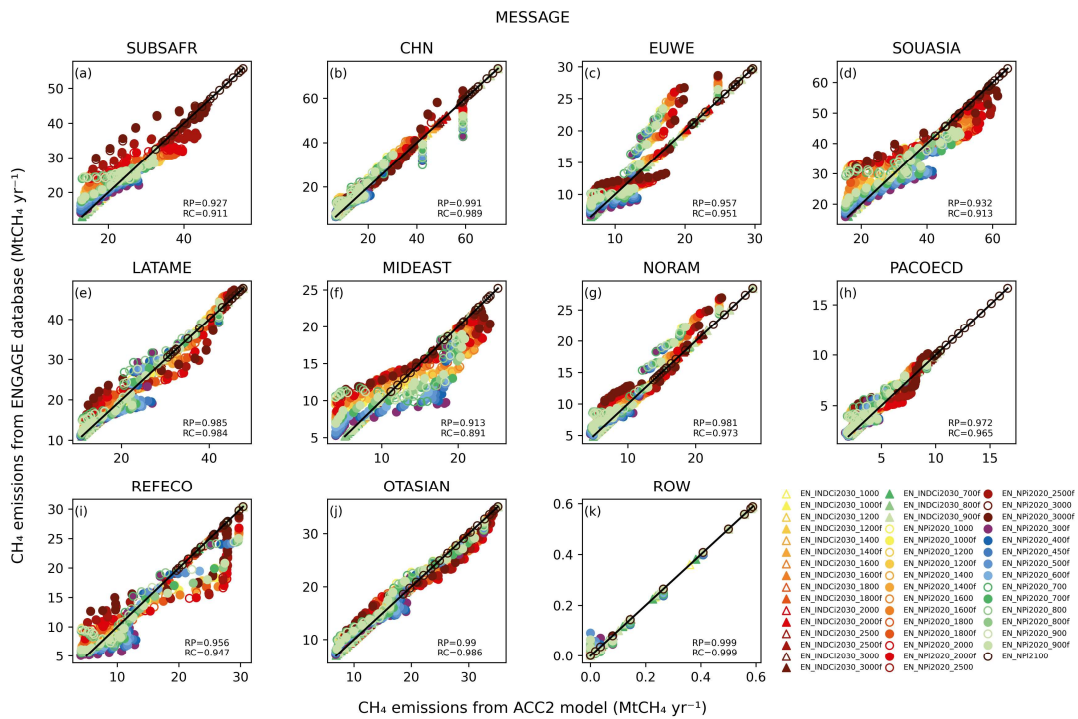 MESSAGE
SUBSAFR
CHN
EUWE
SOUASIA
(a)
(b)
(c)
(d)
50
40
30
20
60
40
20
30
25
20
15
10
60
50
40
30
20
RP=0.927
RC=0.911
RP=0.991
RC=0.989
RP=0.957
RC=0.951
RP=0.932
RC=0.913
20
40
20
40
60
10
20
30
20
30
40
50
60
LATAME
MIDEAST
NORAM
PACOECD
(e)
(f)
(g)
(h)
40
30
20
10
25
20
15
10
5
25
20
15
10
5
15
10
5
RP=0.985
RC=0.984
RP=0.913
RC=0.891
RP=0.981
RC=0.973
RP=0.972
RC=0.965
20
40
10
20
10
20
5
10
15
REFECO
OTASIAN
ROW
(i)
(j)
(k)
30
25
20
15
10
5
30
20
10
0.6
0.4
0.2
0.0
RP=0.956
RC−0.947
RP=0.99
RC−0.986
RP=0.999
RC−0.999
10
20
30
10
20
30
0.0
0.2
0.4
0.6
CH₄ emissions from ENGAGE database (MtCH₄ yr⁻¹)
CH₄ emissions from ACC2 model (MtCH₄ yr⁻¹)
EN_INDCi2030_1000
EN_INDCi2030_1000f
EN_INDCi2030_1200
EN_INDCi2030_1200f
EN_INDCi2030_1400
EN_INDCi2030_1400f
EN_INDCi2030_1600
EN_INDCi2030_1600f
EN_INDCi2030_1800
EN_INDCi2030_1800f
EN_INDCi2030_2000
EN_INDCi2030_2000f
EN_INDCi2030_2500
EN_INDCi2030_2500f
EN_INDCi2030_3000
EN_INDCi2030_3000f
EN_INDCi2030_700f
EN_INDCi2030_800f
EN_INDCi2030_900f
EN_NPi2020_1000
EN_NPi2020_1000f
EN_NPi2020_1200
EN_NPi2020_1200f
EN_NPi2020_1400
EN_NPi2020_1400f
EN_NPi2020_1600
EN_NPi2020_1600f
EN_NPi2020_1800
EN_NPi2020_1800f
EN_NPi2020_2000
EN_NPi2020_2000f
EN_NPi2020_2500
EN_NPi2020_2500f
EN_NPi2020_3000
EN_NPi2020_3000f
EN_NPi2020_300f
EN_NPi2020_400f
EN_NPi2020_450f
EN_NPi2020_500f
EN_NPi2020_600f
EN_NPi2020_700
EN_NPi2020_700f
EN_NPi2020_800
EN_NPi2020_800f
EN_NPi2020_900
EN_NPi2020_900f
EN_NPi2100